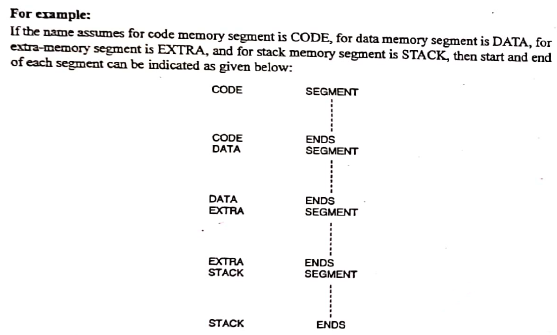 For example:
If the name assumes for code memory segment is CODE, for data memory segment is DATA, for
extra-memory segment is EXTRA, and for stack memory segment is STACK, then start and end
of each segment can be indicated as given below:
CODE SEGMENT
CODE ENDS
DATA SEGMENT
DATA ENDS
EXTRA SEGMENT
EXTRA ENDS
STACK SEGMENT
STACK ENDS